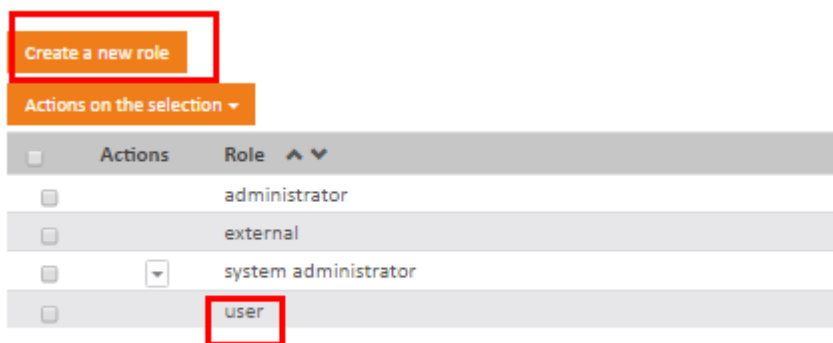 Create a new role
Actions on the selection
Actions Role
administrator
external
system administrator
user